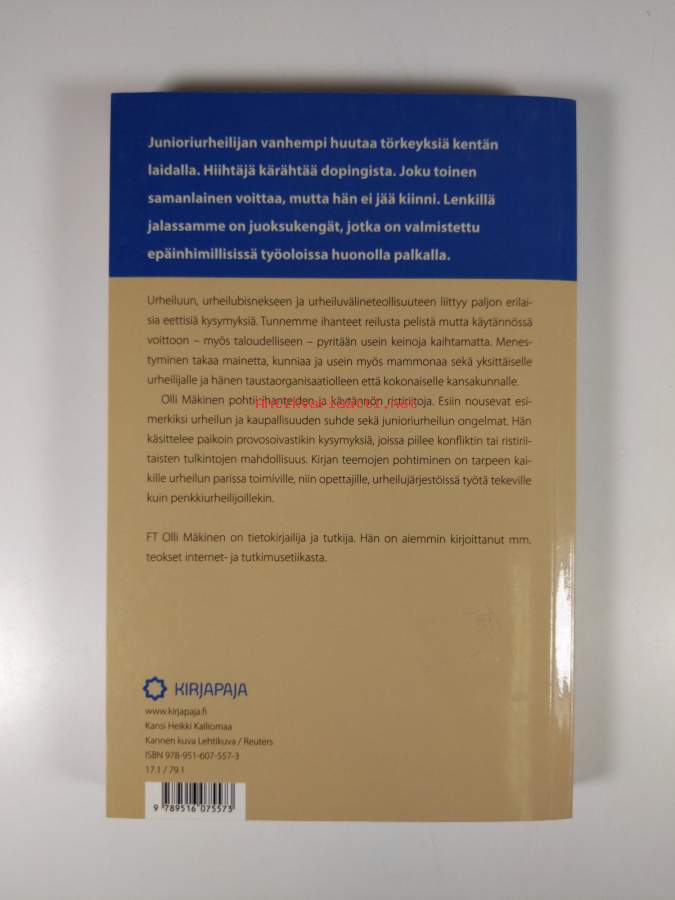 Junioriurheilijan vanhempi huutaa törkeyksiä kentän
laidalla. Hiihtäjä kärähtää dopingista. Joku toinen
samanlainen voittaa, mutta hän ei jää kiinni. Lenkillä
jalassamme on juoksukengät, jotka on valmistettu
epäinhimillisissä työoloissa huonolla palkalla.
Urheiluun, urheilubisnekseen ja urheiluvälineteollisuuteen liittyy paljon erilai-
sia eettisiä kysymyksiä. Tunnemme ihanteet reilusta pelistä mutta käytännössä
voittoon – myös taloudelliseen – pyritään usein keinoja kaihtamatta. Menes-
tyminen takaa mainetta, kunniaa ja usein myös mammonaa sekä yksittäiselle
urheilijalle ja hänen taustaorganisaatiolleen että kokonaiselle kansakunnalle.
Olli Mäkinen pohtii ihanteiden ja käytännön ristiriitoja. Esiin nousevat esi-
Antikvariaatti.net
merkiksi urheilun ja kaupallisuuden suhde sekä junioriurheilun ongelmat. Hän
käsittelee paikoin provosoivastikin kysymyksiä, joissa piilee konfliktin tai ristirii-
taisten tulkintojen mahdollisuus. Kirjan teemojen pohtiminen on tarpeen kai-
kille urheilun parissa toimiville, niin opettajille, urheilujärjestöissä työtä tekeville
kuin penkkiurheilijoillekin.
FT Olli Mäkinen on tietokirjailija ja tutkija. Hän on aiemmin kirjoittanut mm.
teokset internet- ja tutkimusetiikasta.
KIRJAPAJA
www.kirjapaja.fi
Kansi Heikki Kalliomaa
Kannen kuva Lehtikuva / Reuters
ISBN 978-951-607-557-3
17.1 / 79.1
9 789516 075573